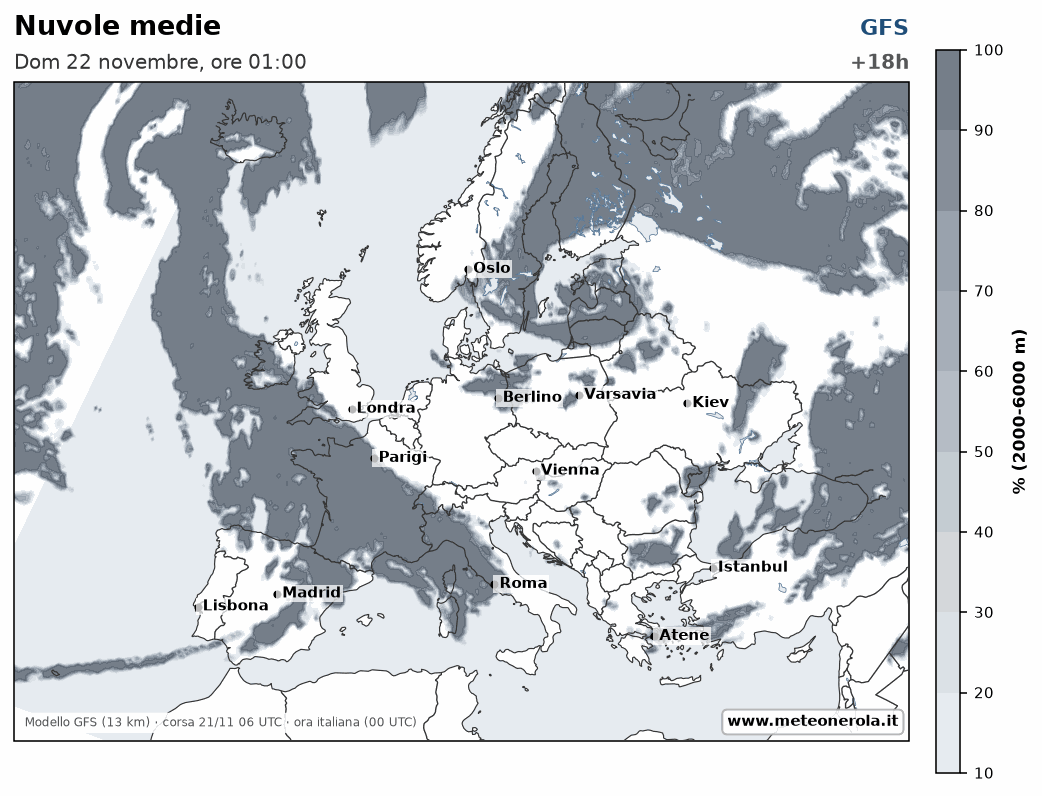 Nuvole medie
GFS
Dom 22 novembre, ore 01:00
+18h
100
90
80
70
60
50
40
30
20
10
% (2000-6000 m)
Oslo
Berlino
Varsavia
Kiev
Londra
Parigi
Vienna
Istanbul
Roma
Madrid
Lisbona
Atene
Modello GFS (13 km) · corsa 21/11 06 UTC · ora italiana (00 UTC)
www.meteonerola.it